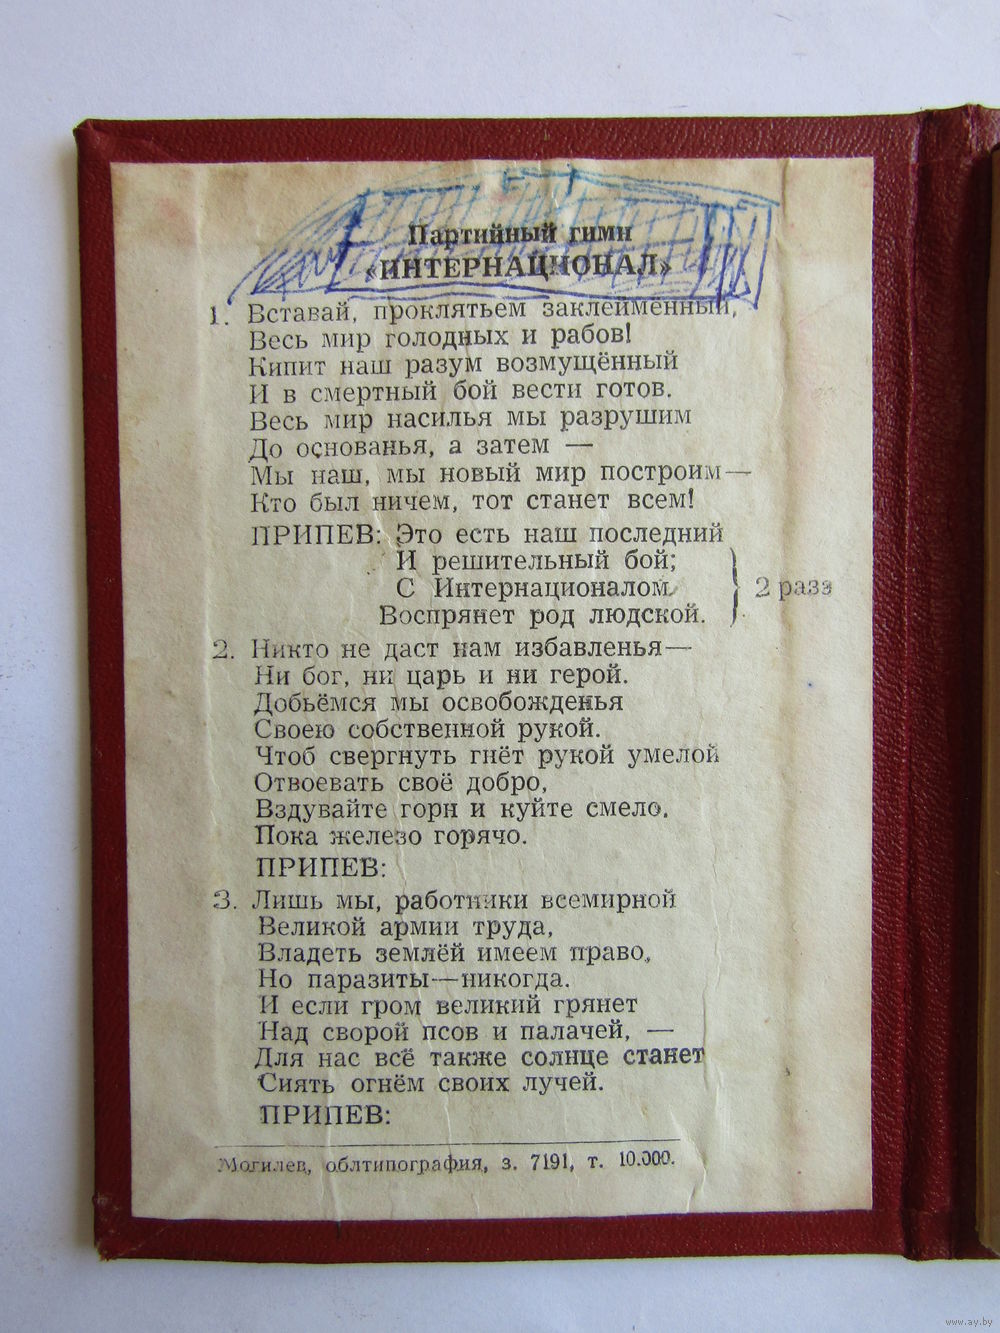 Партийный гимн
«ИНТЕРНАЦИОНАЛ»
1. Вставай, проклятьем заклеймённый,
Весь мир голодных и рабов!
Кипит наш разум возмущённый
И в смертный бой вести готов.
Весь мир насилья мы разрушим
До основанья, а затем —
Мы наш, мы новый мир построим—
Кто был ничем, тот станет всем!
ПРИПЕВ: Это есть наш последний
И решительный бой;
С Интернационалом
Воспрянет род людской.
2 раза
2. Никто не даст нам избавленья—
Ни бог, ни царь и ни герой.
Добьёмся мы освобожденья
Своею собственной рукой.
Чтоб свергнуть гнёт рукой умелой
Отвоевать своё добро,
Вздувайте горн и куйте смело,
Пока железо горячо.
ПРИПЕВ:
3. Лишь мы, работники всемирной
Великой армии труда,
Владеть землёй имеем право,
Но паразиты—никогда.
И если гром великий грянет
Над сворой псов и палачей, —
Для нас всё также солнце станет
Сиять огнём своих лучей.
ПРИПЕВ:
Могилев, облтипография, з. 7191, т. 10.000.
www.ay.by